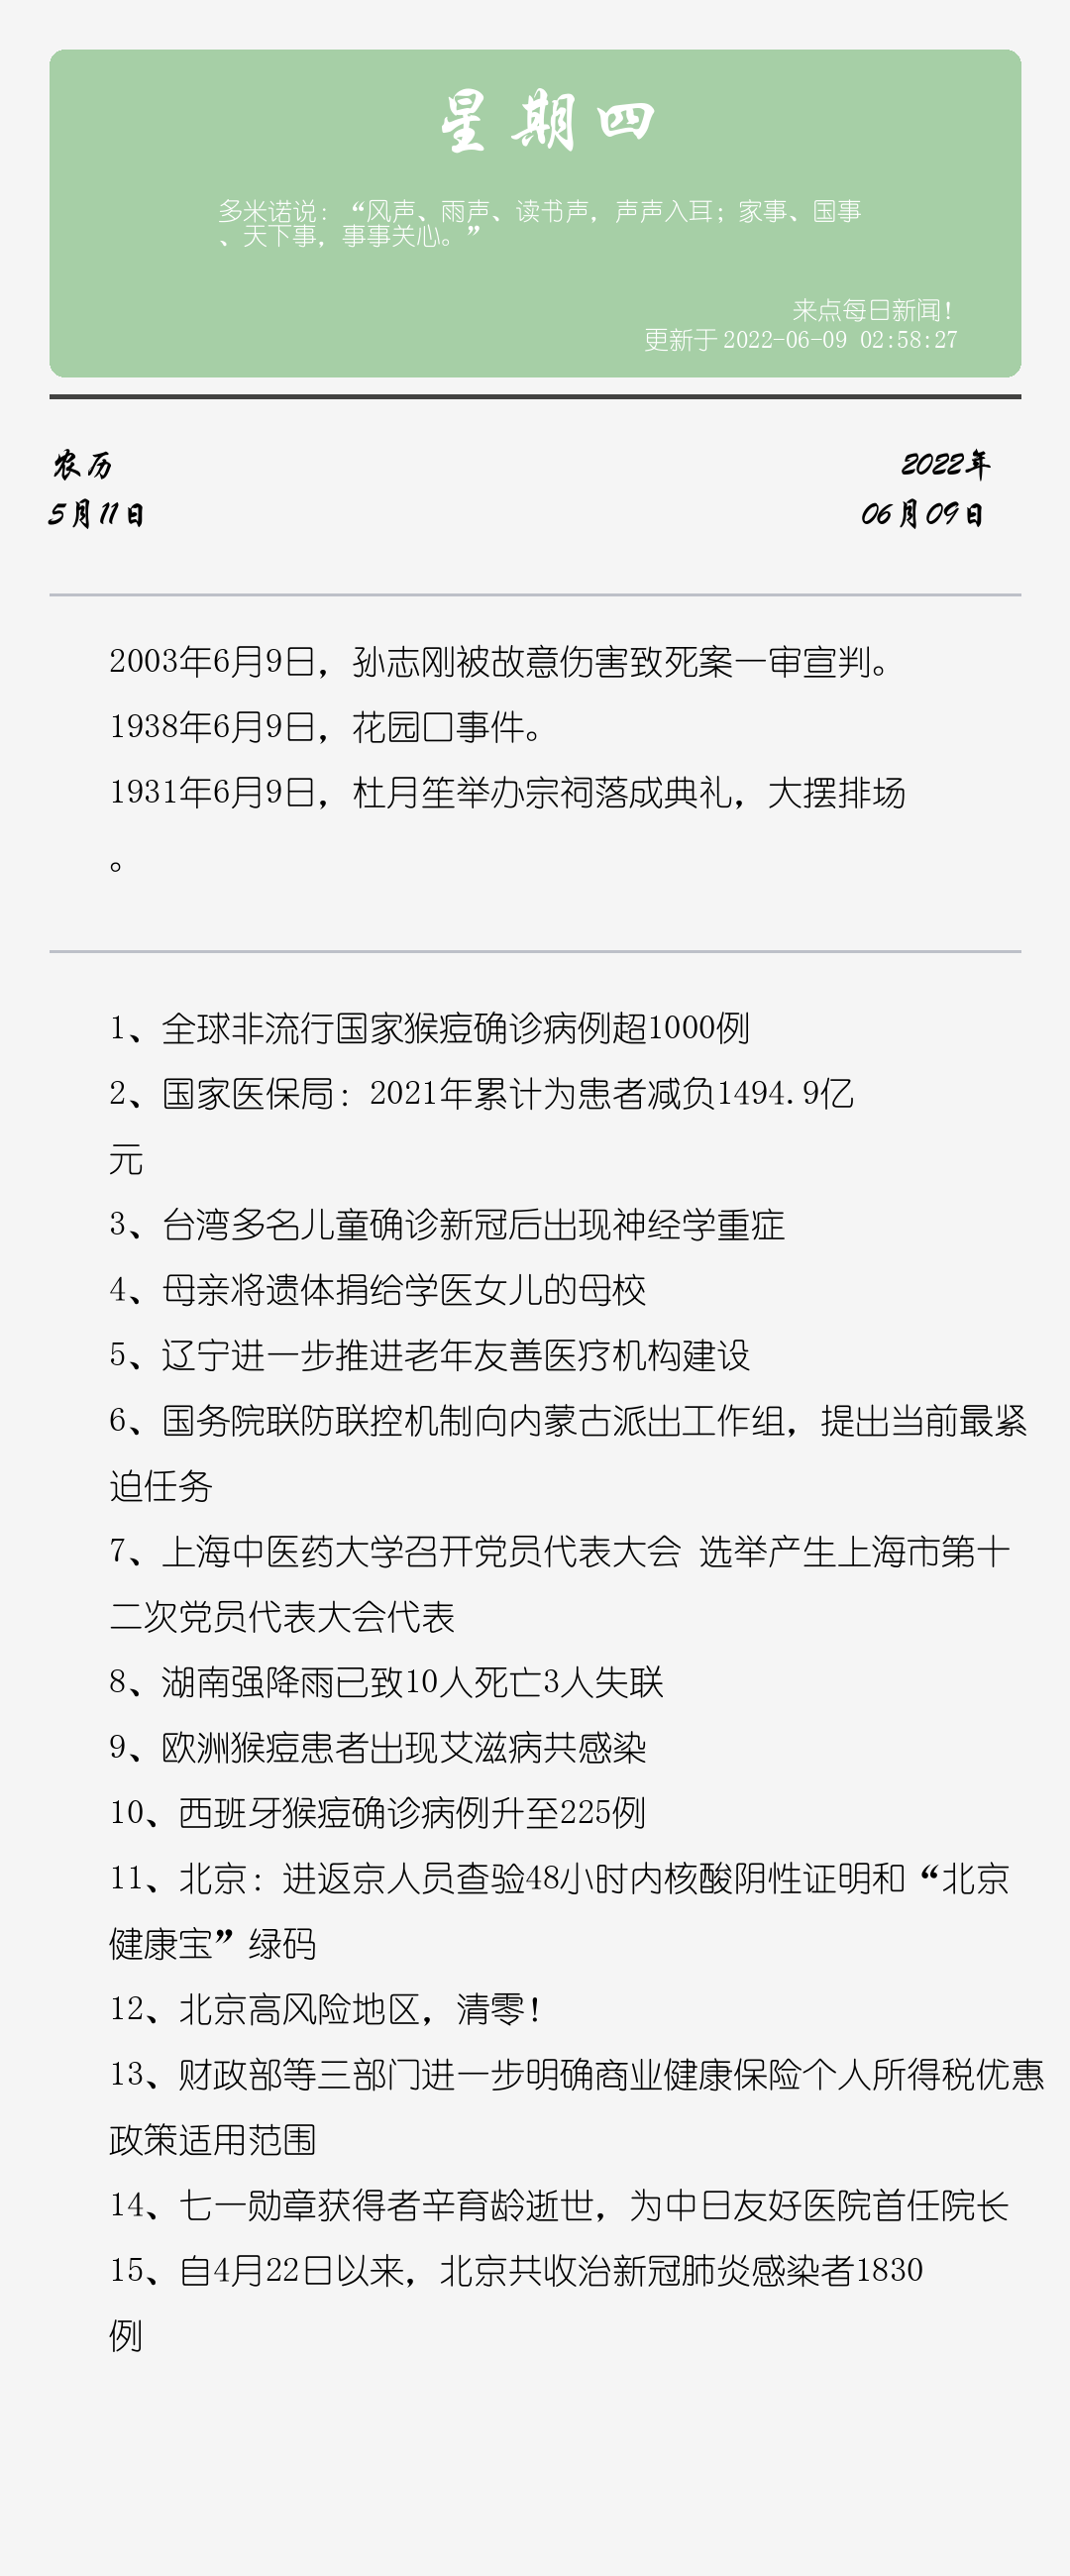 星期四
多米诺说：“风声、雨声、读书声，声声入耳；家事、国事
、天下事，事事关心。”
来点每日新闻！
更新于 2022-06-09 02:58:27
农历
5月11日
2022年
06月09日
2003年6月9日，孙志刚被故意伤害致死案一审宣判。
1938年6月9日，花园口事件。
1931年6月9日，杜月笙举办宗祠落成典礼，大摆排场
。
1、全球非流行国家猴痘确诊病例超1000例
2、国家医保局：2021年累计为患者减负1494.9亿
元
3、台湾多名儿童确诊新冠后出现神经学重症
4、母亲将遗体捐给学医女儿的母校
5、辽宁进一步推进老年友善医疗机构建设
6、国务院联防联控机制向内蒙古派出工作组，提出当前最紧
迫任务
7、上海中医药大学召开党员代表大会 选举产生上海市第十
二次党员代表大会代表
8、湖南强降雨已致10人死亡3人失联
9、欧洲猴痘患者出现艾滋病共感染
10、西班牙猴痘确诊病例升至225例
11、北京：进返京人员查验48小时内核酸阴性证明和“北京
健康宝”绿码
12、北京高风险地区，清零！
13、财政部等三部门进一步明确商业健康保险个人所得税优惠
政策适用范围
14、七一勋章获得者辛育龄逝世，为中日友好医院首任院长
15、自4月22日以来，北京共收治新冠肺炎感染者1830
例